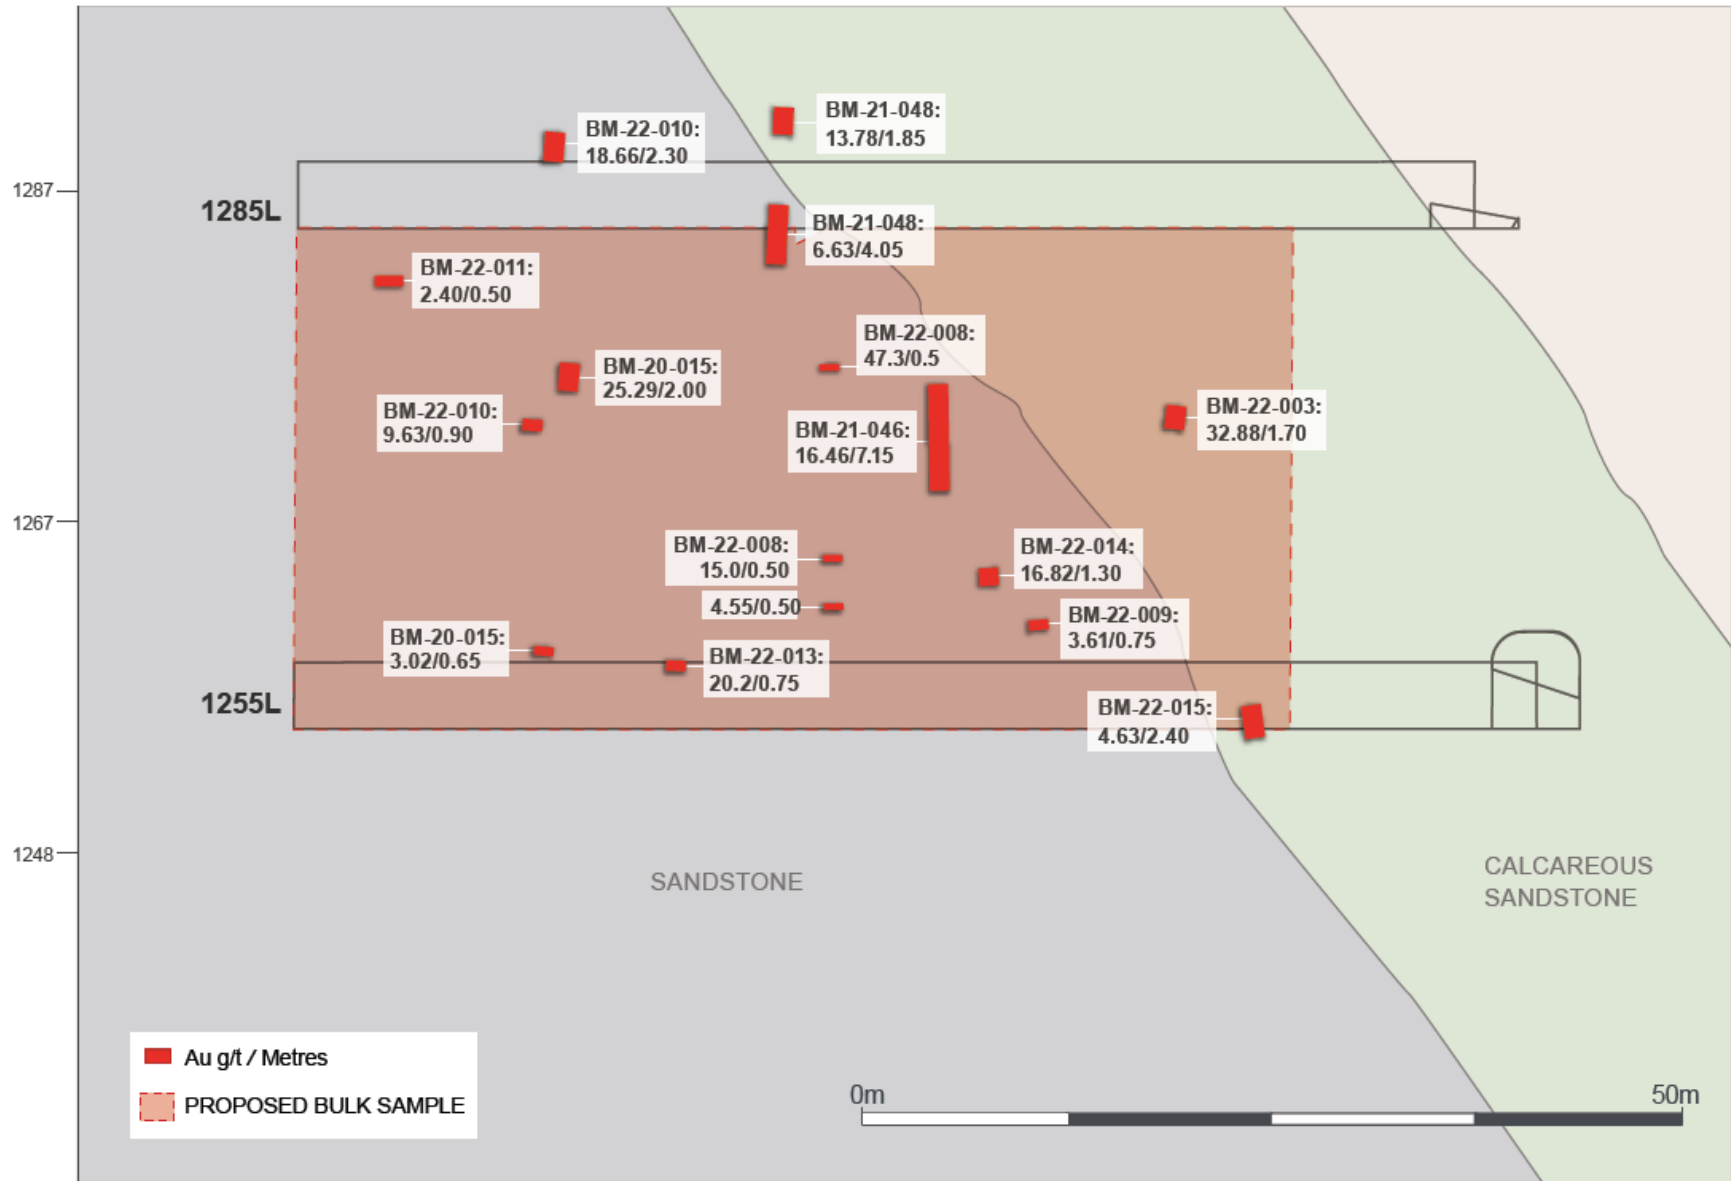 BM-21-048:
13.78/1.85
BM-22-010:
18.66/2.30
1287
1285L
BM-21-048:
6.63/4.05
BM-22-011:
2.40/0.50
BM-22-008:
47.3/0.5
BM-20-015:
25.29/2.00
BM-22-010:
9.63/0.90
BM-21-046:
16.46/7.15
BM-22-003:
32.88/1.70
1267
BM-22-008:
15.0/0.50
4.55/0.50
BM-22-014:
16.82/1.30
BM-22-009:
3.61/0.75
BM-20-015:
3.02/0.65
BM-22-013:
20.2/0.75
1255L
BM-22-015:
4.63/2.40
1248
SANDSTONE
CALCAREOUS
SANDSTONE
Au g/t / Metres
PROPOSED BULK SAMPLE
0m
50m